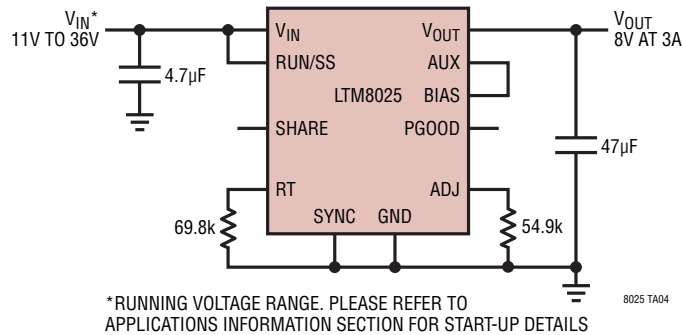 VIN*
11V TO 36V
4.7µF
VIN
RUN/SS
SHARE
RT
SYNC
GND
LTM8025
VOUT
AUX
BIAS
PGOOD
ADJ
VOUT
8V AT 3A
47µF
69.8k
54.9k
*RUNNING VOLTAGE RANGE. PLEASE REFER TO
APPLICATIONS INFORMATION SECTION FOR START-UP DETAILS
8025 TA04